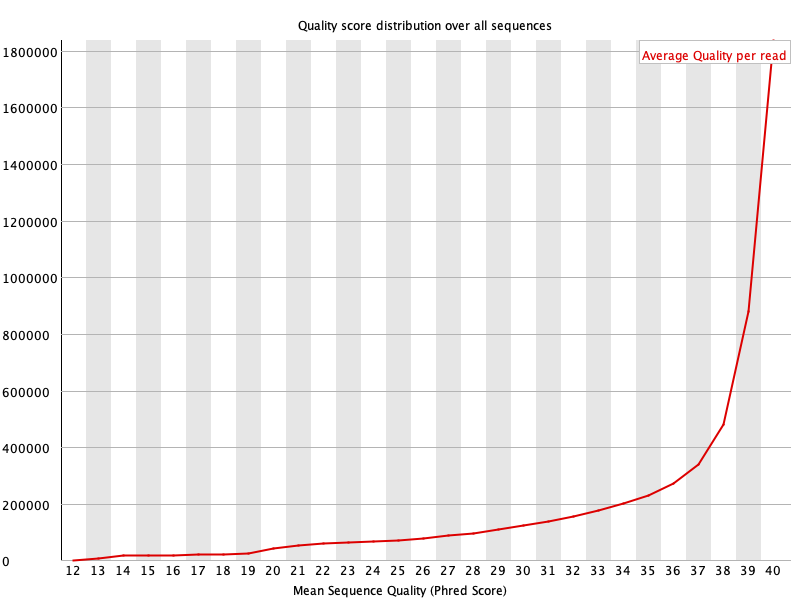 Quality score distribution over all sequences
Average Quality per read
1800000
1600000
1400000
1200000
1000000
800000
600000
400000
200000
0
12 13 14 15 16 17 18 19 20 21 22 23 24 25 26 27 28 29 30 31 32 33 34 35 36 37 38 39 40
Mean Sequence Quality (Phred Score)